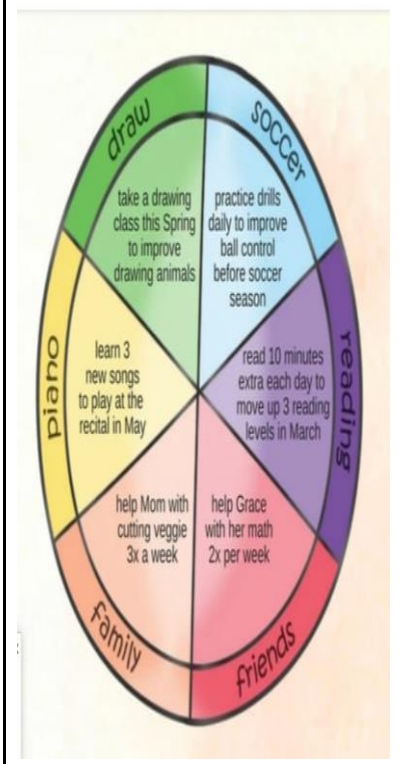 draw
take a drawing
class this Spring
to improve
drawing animals
soccer
practice drills
daily to improve
ball control
before soccer
season
reading
read 10 minutes
extra each day to
move up 3 reading
levels in March
friends
help Grace
with her math
2x per week
family
help Mom with
cutting veggie
3x a week
piano
learn 3
new songs
to play at the
recital in May